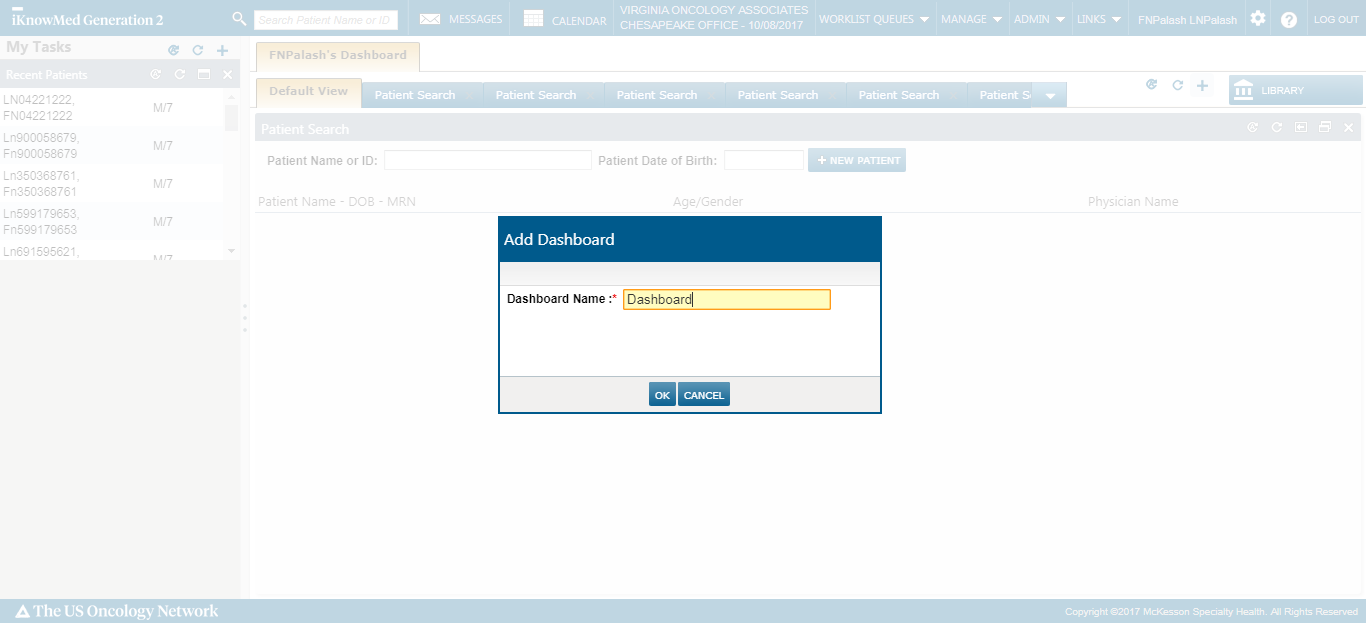 iKnowMed Generation 2
Search Patient Name or ID
MESSAGES
CALENDAR
VIRGINIA ONCOLOGY ASSOCIATES
CHESAPEAKE OFFICE - 10/08/2017
WORKLIST QUEUES
MANAGE
ADMIN
LINKS
FNPalash LNPalash
LOG OUT
My Tasks
Recent Patients
LN04221222,
FN04221222
M/7
Ln900058679,
Fn900058679
M/7
Ln350368761,
Fn350368761
M/7
Ln599179653,
Fn599179653
M/7
Ln691595621,
M/7
FNPalash's Dashboard
Default View
Patient Search
Patient Search
Patient Search
Patient Search
Patient Search
Patient S
LIBRARY
Patient Search
Patient Name or ID:
Patient Date of Birth:
+ NEW PATIENT
Patient Name - DOB - MRN
Age/Gender
Physician Name
Add Dashboard
Dashboard Name :*
Dashboard
OK
CANCEL
The US Oncology Network
Copyright ©2017 McKesson Specialty Health. All Rights Reserved